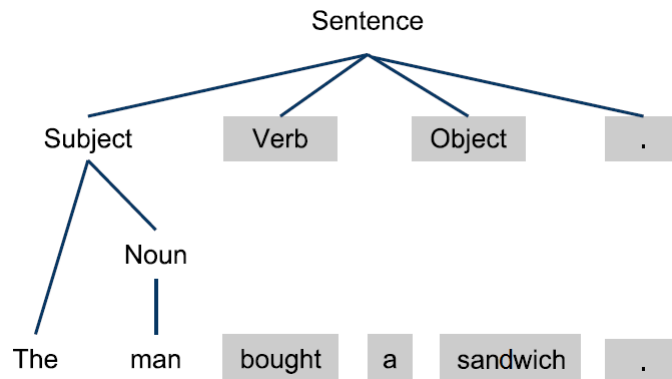 Sentence
Subject Verb Object .
Noun
The man bought a sandwich .